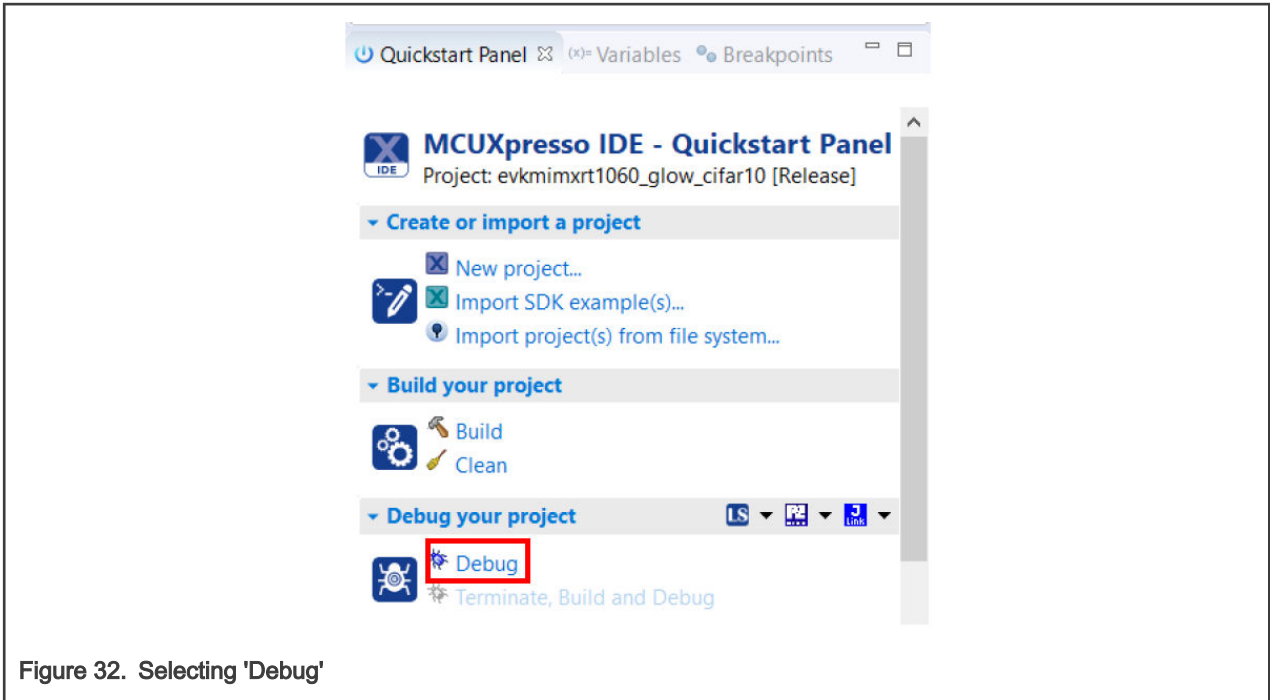 Quickstart Panel (x)= Variables Breakpoints
MCUXpresso IDE - Quickstart Panel
IDE
Project: evkmimxrt1060_glow_cifar10 [Release]
Create or import a project
New project...
Import SDK example(s)...
Import project(s) from file system...
Build your project
Build
Clean
Debug your project LS PE J Link
Debug
Terminate, Build and Debug
Figure 32. Selecting 'Debug'